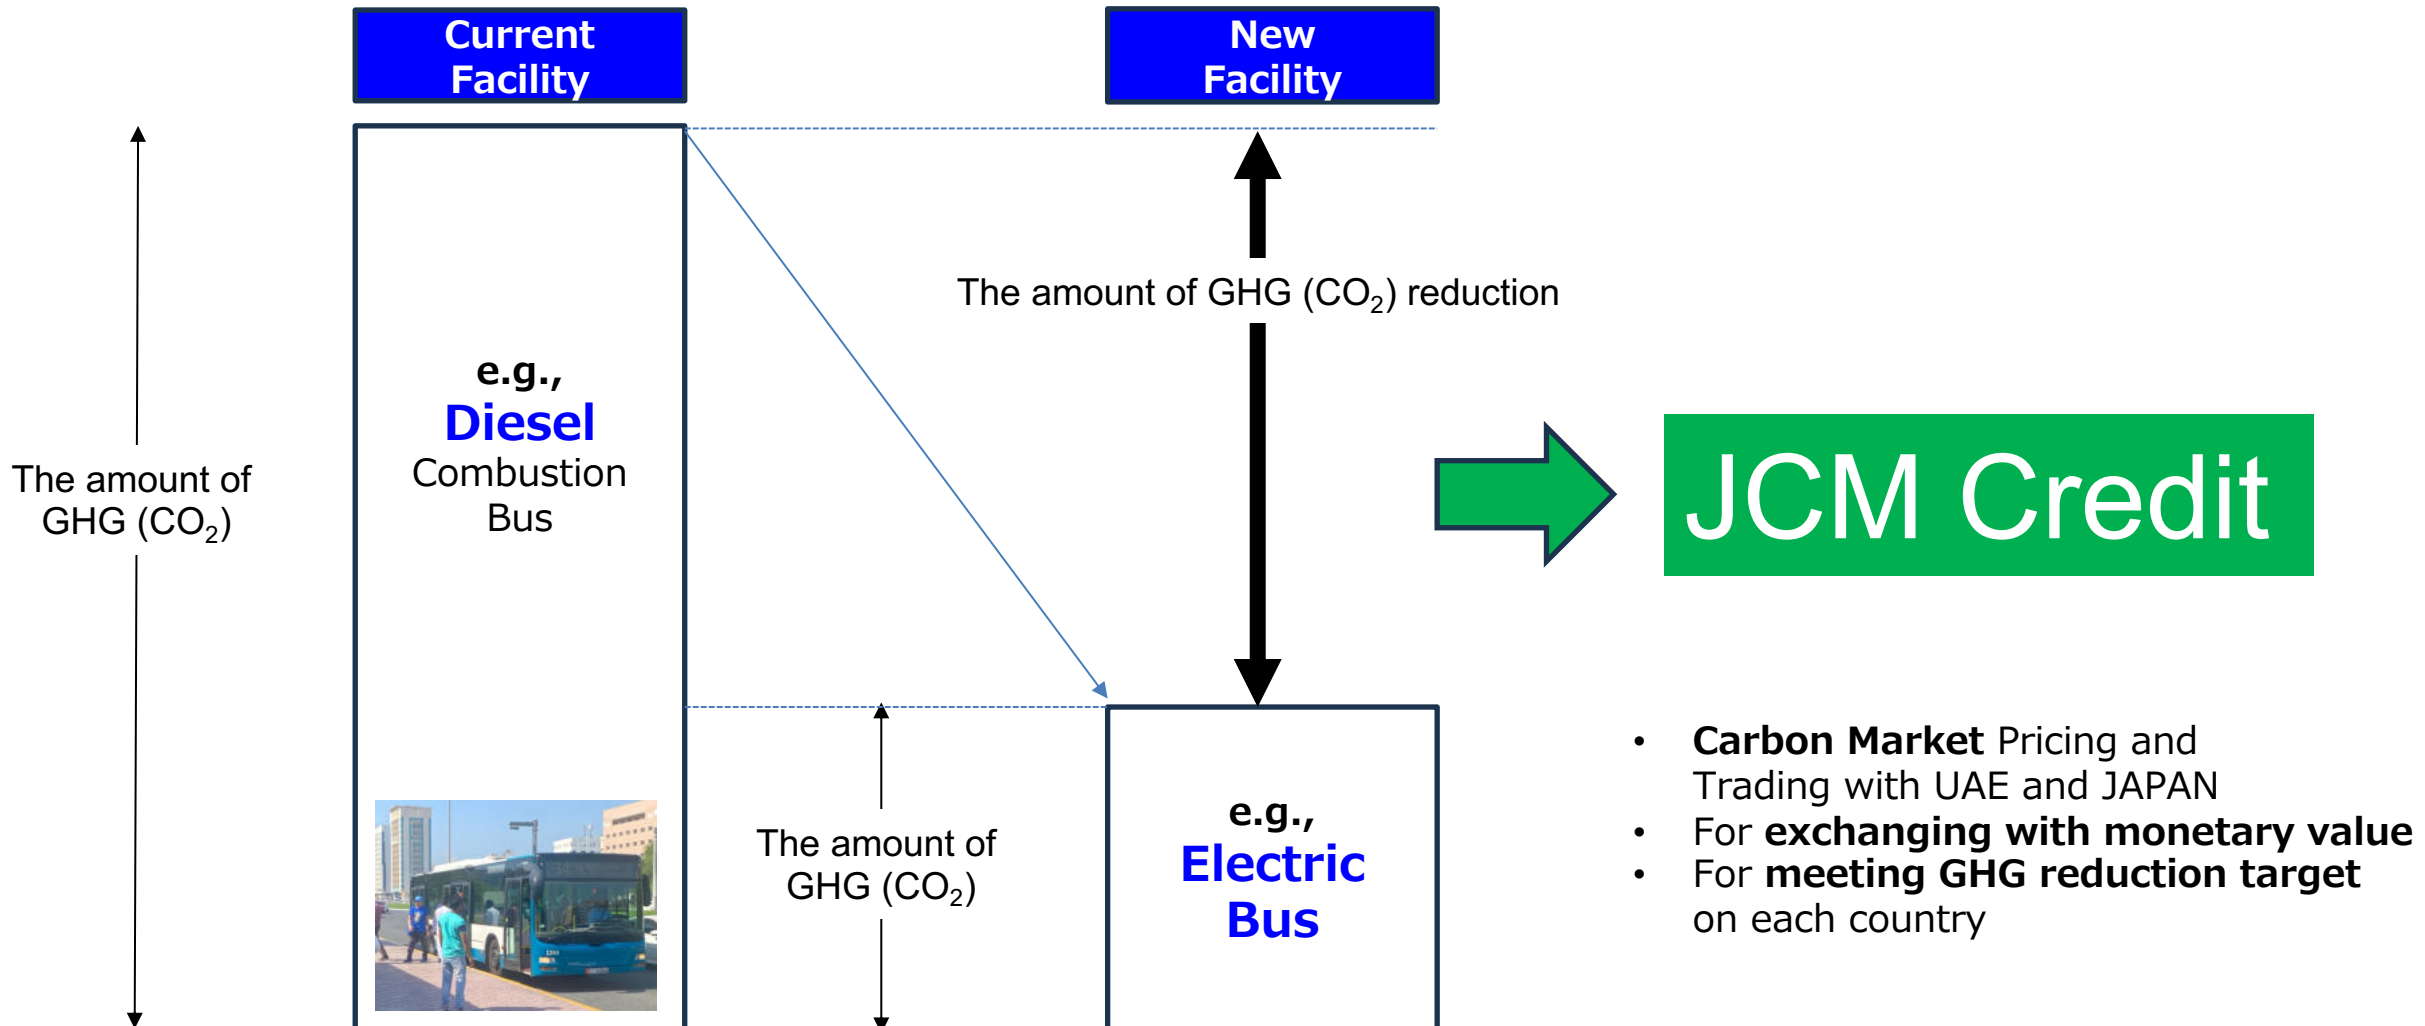 Current
Facility
New
Facility
The amount of GHG (CO₂) reduction
e.g.,
Diesel
Combustion
Bus
The amount of
GHG (CO₂)
JCM Credit
The amount of
GHG (CO₂)
e.g.,
Electric
Bus
• Carbon Market Pricing and
Trading with UAE and JAPAN
• For exchanging with monetary value
• For meeting GHG reduction target
on each country